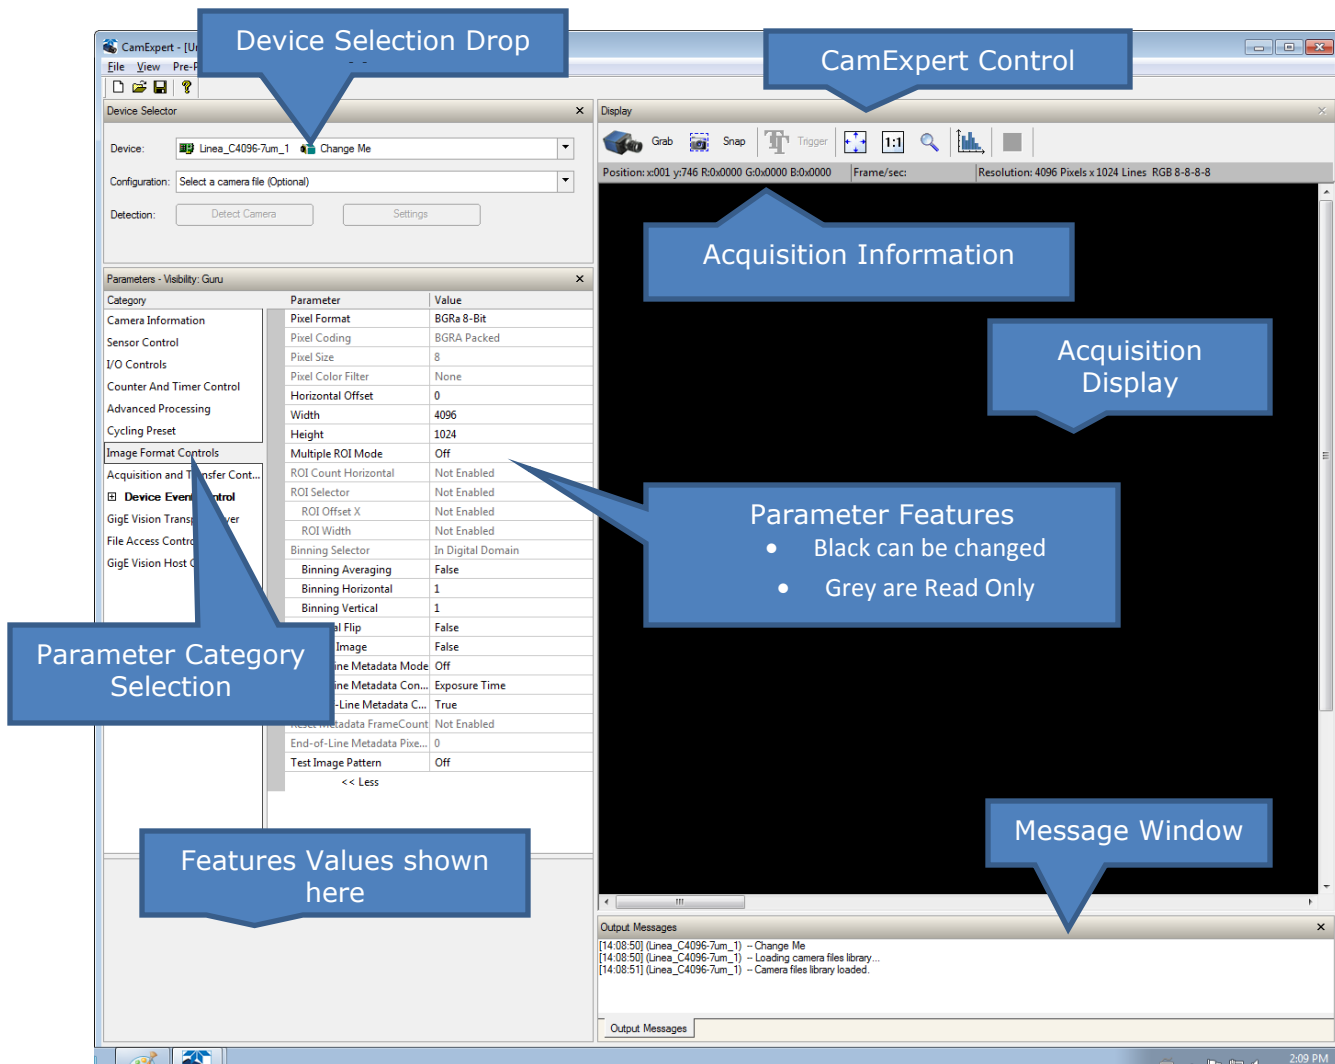 Device Selection Drop
CamExpert Control
CamExpert - [Un
File View Pre-P
Device Selector
Display
Device: Linea_C4096-7um_1 Change Me
Grab Snap Trigger 1:1
Configuration: Select a camera file (Optional)
Position: x:001 y:746 R:0x0000 G:0x0000 B:0x0000 Frame/sec: Resolution: 4096 Pixels x 1024 Lines RGB 8-8-8-8
Detection: Detect Camera Settings
Acquisition Information
Acquisition
Display
Parameters - Visibility: Guru
Category
Camera Information
Sensor Control
I/O Controls
Counter And Timer Control
Advanced Processing
Cycling Preset
Image Format Controls
Acquisition and Transfer Cont...
Device Event Control
GigE Vision Transp yer
File Access Contro
GigE Vision Host C
Parameter Value
Pixel Format BGRa 8-Bit
Pixel Coding BGRA Packed
Pixel Size 8
Pixel Color Filter None
Horizontal Offset 0
Width 4096
Height 1024
Multiple ROI Mode Off
ROI Count Horizontal Not Enabled
ROI Selector Not Enabled
ROI Offset X Not Enabled
ROI Width Not Enabled
Binning Selector In Digital Domain
Binning Averaging False
Binning Horizontal 1
Binning Vertical 1
al Flip False
Image False
ine Metadata Mode Off
ine Metadata Con... Exposure Time
-Line Metadata C... True
Reset Metadata FrameCount Not Enabled
End-of-Line Metadata Pixe... 0
Test Image Pattern Off
<< Less
Parameter Features
• Black can be changed
• Grey are Read Only
Parameter Category
Selection
Features Values shown
here
Message Window
Output Messages
[14:08:50] (Linea_C4096-7um_1) -- Change Me
[14:08:50] (Linea_C4096-7um_1) -- Loading camera files library...
[14:08:51] (Linea_C4096-7um_1) -- Camera files library loaded.
Output Messages
2:09 PM